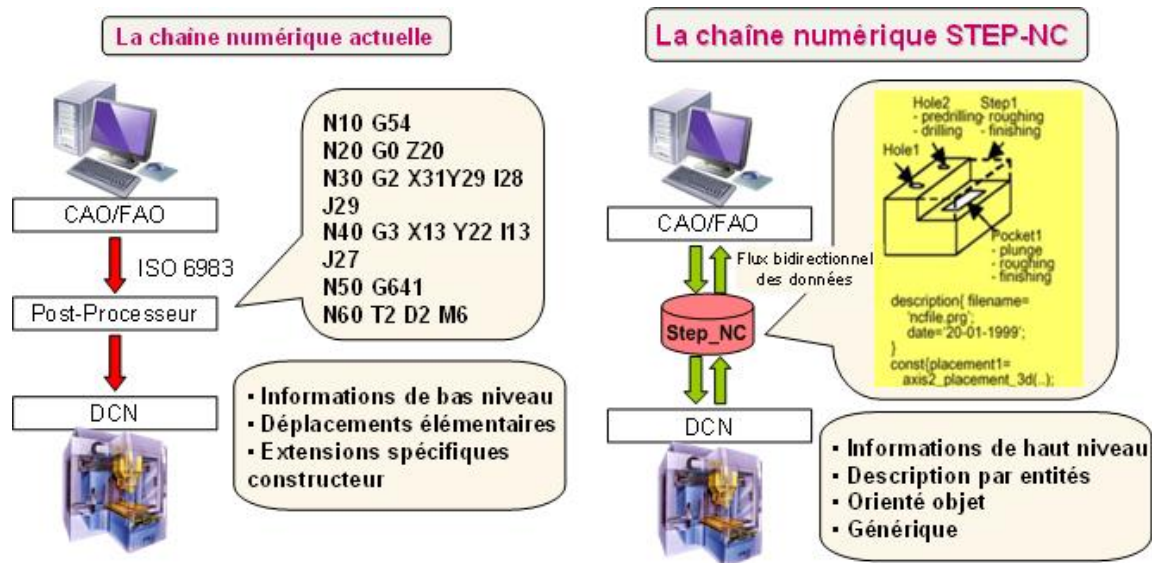 La chaîne numérique actuelle
CAO/FAO
ISO 6983
Post-Processeur
DCN
N10 G54
N20 G0 Z20
N30 G2 X31Y29 I28
J29
N40 G3 X13 Y22 I13
J27
N50 G641
N60 T2 D2 M6
▪ Informations de bas niveau
▪ Déplacements élémentaires
▪ Extensions spécifiques
constructeur
La chaîne numérique STEP-NC
CAO/FAO
Flux bidirectionnel
des données
Step_NC
DCN
Hole2
- predrilling
- drilling
Step1
- roughing
- finishing
Hole1
Pocket1
- plunge
- roughing
- finishing
description{ filename=
'ncfile.prg';
date='20-01-1999';
}
const{placement1=
axis2_placement_3d(..);
▪ Informations de haut niveau
▪ Description par entités
▪ Orienté objet
▪ Générique